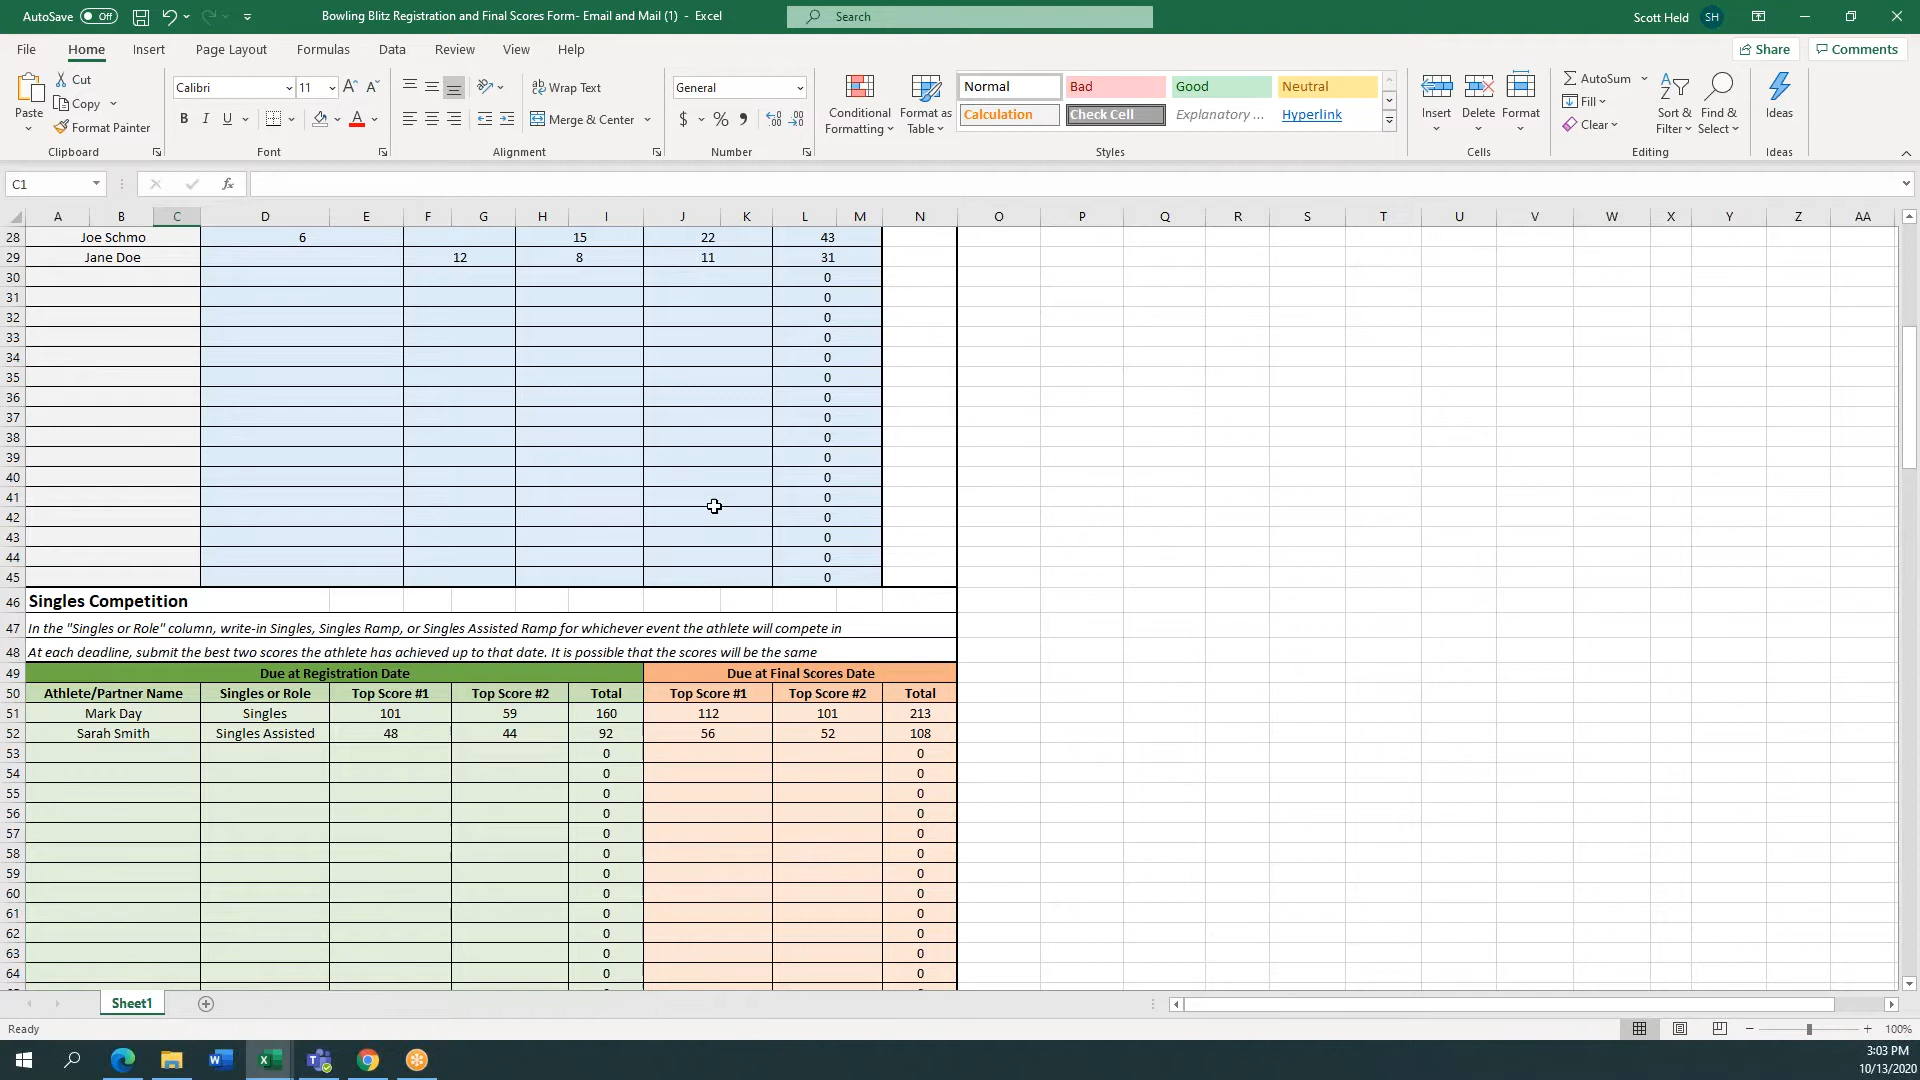 AutoSave Off Bowling Blitz Registration and Final Scores Form- Email and Mail (1) - Excel Search Scott Held SH
File Home Insert Page Layout Formulas Data Review View Help Share Comments
Paste Cut Copy Format Painter Clipboard
Calibri 11 B I U A Font
Wrap Text Merge & Center Alignment
General $ % Number
Conditional Formatting Format as Table
Normal Bad Good Neutral
Calculation Check Cell Explanatory ... Hyperlink
Styles
Insert Delete Format Cells
AutoSum Fill Clear Sort & Filter Find & Select Editing
Ideas Ideas
C1 fx
A B C D E F G H I J K L M N O P Q R S T U V W X Y Z AA
28 Joe Schmo 6 15 22 43
29 Jane Doe 12 8 11 31
30 0
31 0
32 0
33 0
34 0
35 0
36 0
37 0
38 0
39 0
40 0
41 0
42 0
43 0
44 0
45 0
46 Singles Competition
47 In the "Singles or Role" column, write-in Singles, Singles Ramp, or Singles Assisted Ramp for whichever event the athlete will compete in
48 At each deadline, submit the best two scores the athlete has achieved up to that date. It is possible that the scores will be the same
49 Due at Registration Date Due at Final Scores Date
50 Athlete/Partner Name Singles or Role Top Score #1 Top Score #2 Total Top Score #1 Top Score #2 Total
51 Mark Day Singles 101 59 160 112 101 213
52 Sarah Smith Singles Assisted 48 44 92 56 52 108
53 0 0
54 0 0
55 0 0
56 0 0
57 0 0
58 0 0
59 0 0
60 0 0
61 0 0
62 0 0
63 0 0
64 0 0
Sheet1
Ready 100%
3:03 PM
10/13/2020